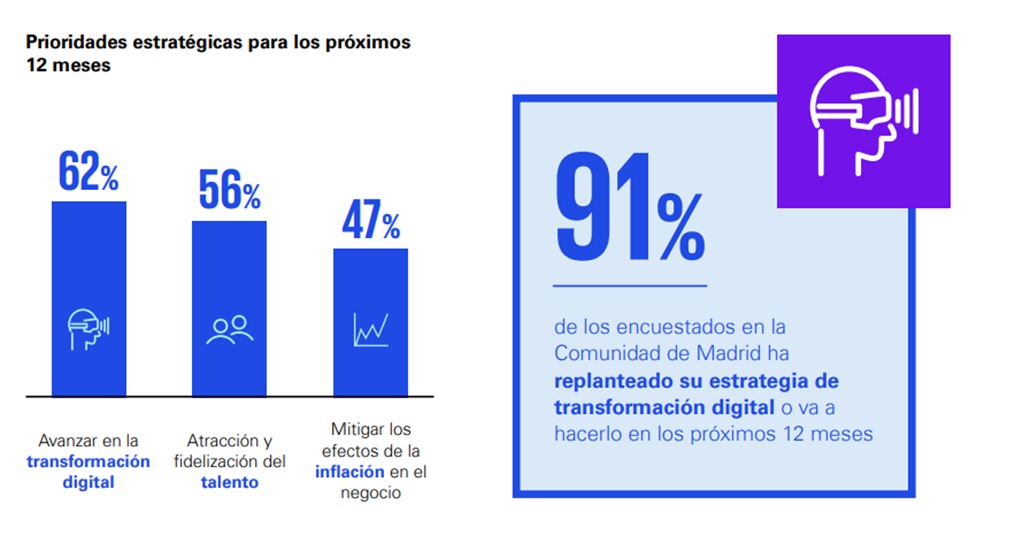 Prioridades estratégicas para los próximos
12 meses
62%
56%
47%
Avanzar en la
transformación
digital
Atracción y
fidelización del
talento
Mitigar los
efectos de la
inflación en el
negocio
91%
de los encuestados en la
Comunidad de Madrid ha
replanteado su estrategia de
transformación digital o va a
hacerlo en los próximos 12 meses